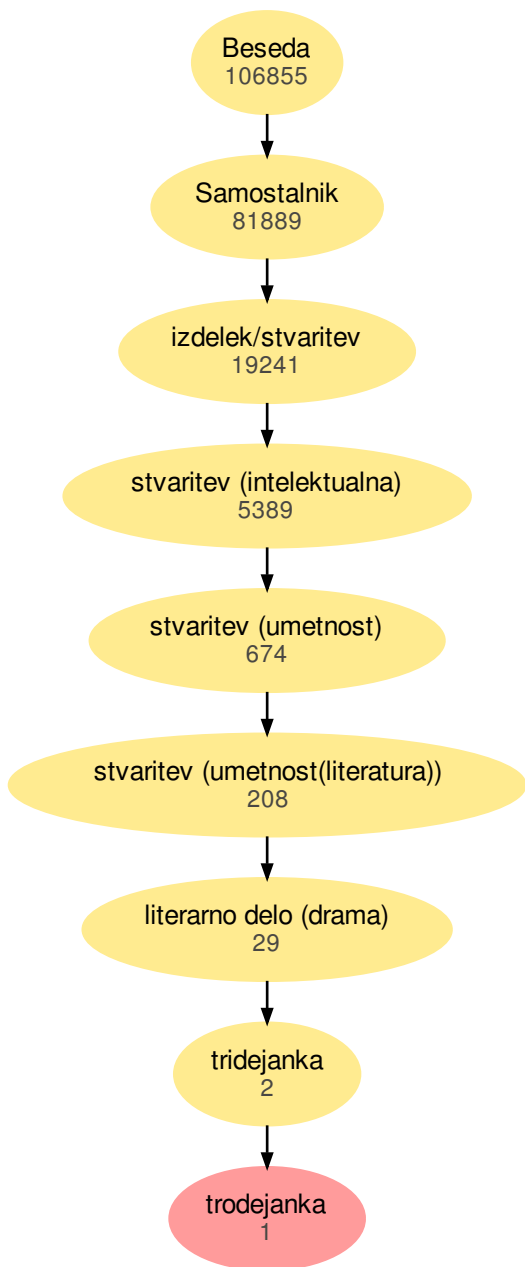 Beseda
106855
Samostalnik
81889
izdelek/stvaritev
19241
stvaritev (intelektualna)
5389
stvaritev (umetnost)
674
stvaritev (umetnost(literatura))
208
literarno delo (drama)
29
tridejanka
2
trodejanka
1